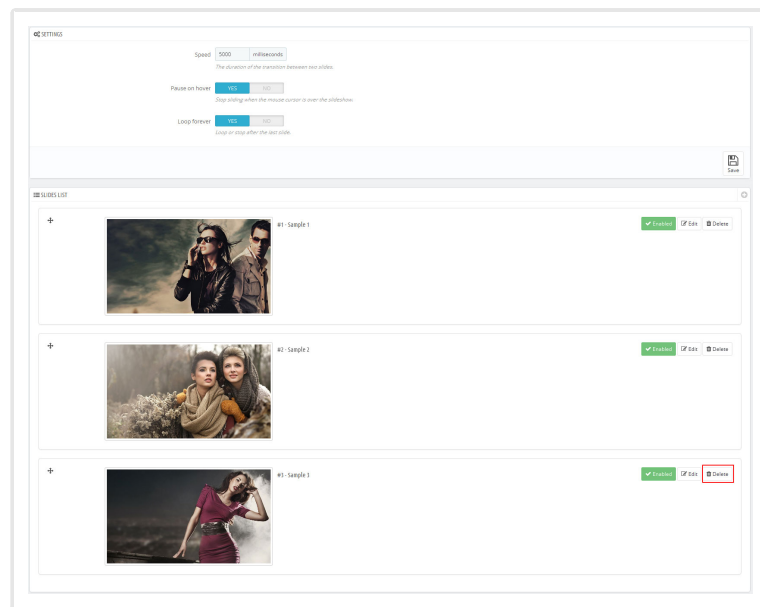 SETTINGS
Speed 5000 milliseconds
The duration of the transition between two slides.
Pause on hover YES NO
Stop sliding when the mouse cursor is over the slideshow.
Loop forever YES NO
Loop or stop after the last slide.
Save
SLIDES LIST
#1 - Sample 1 Enabled Edit Delete
#2 - Sample 2 Enabled Edit Delete
#3 - Sample 3 Enabled Edit Delete